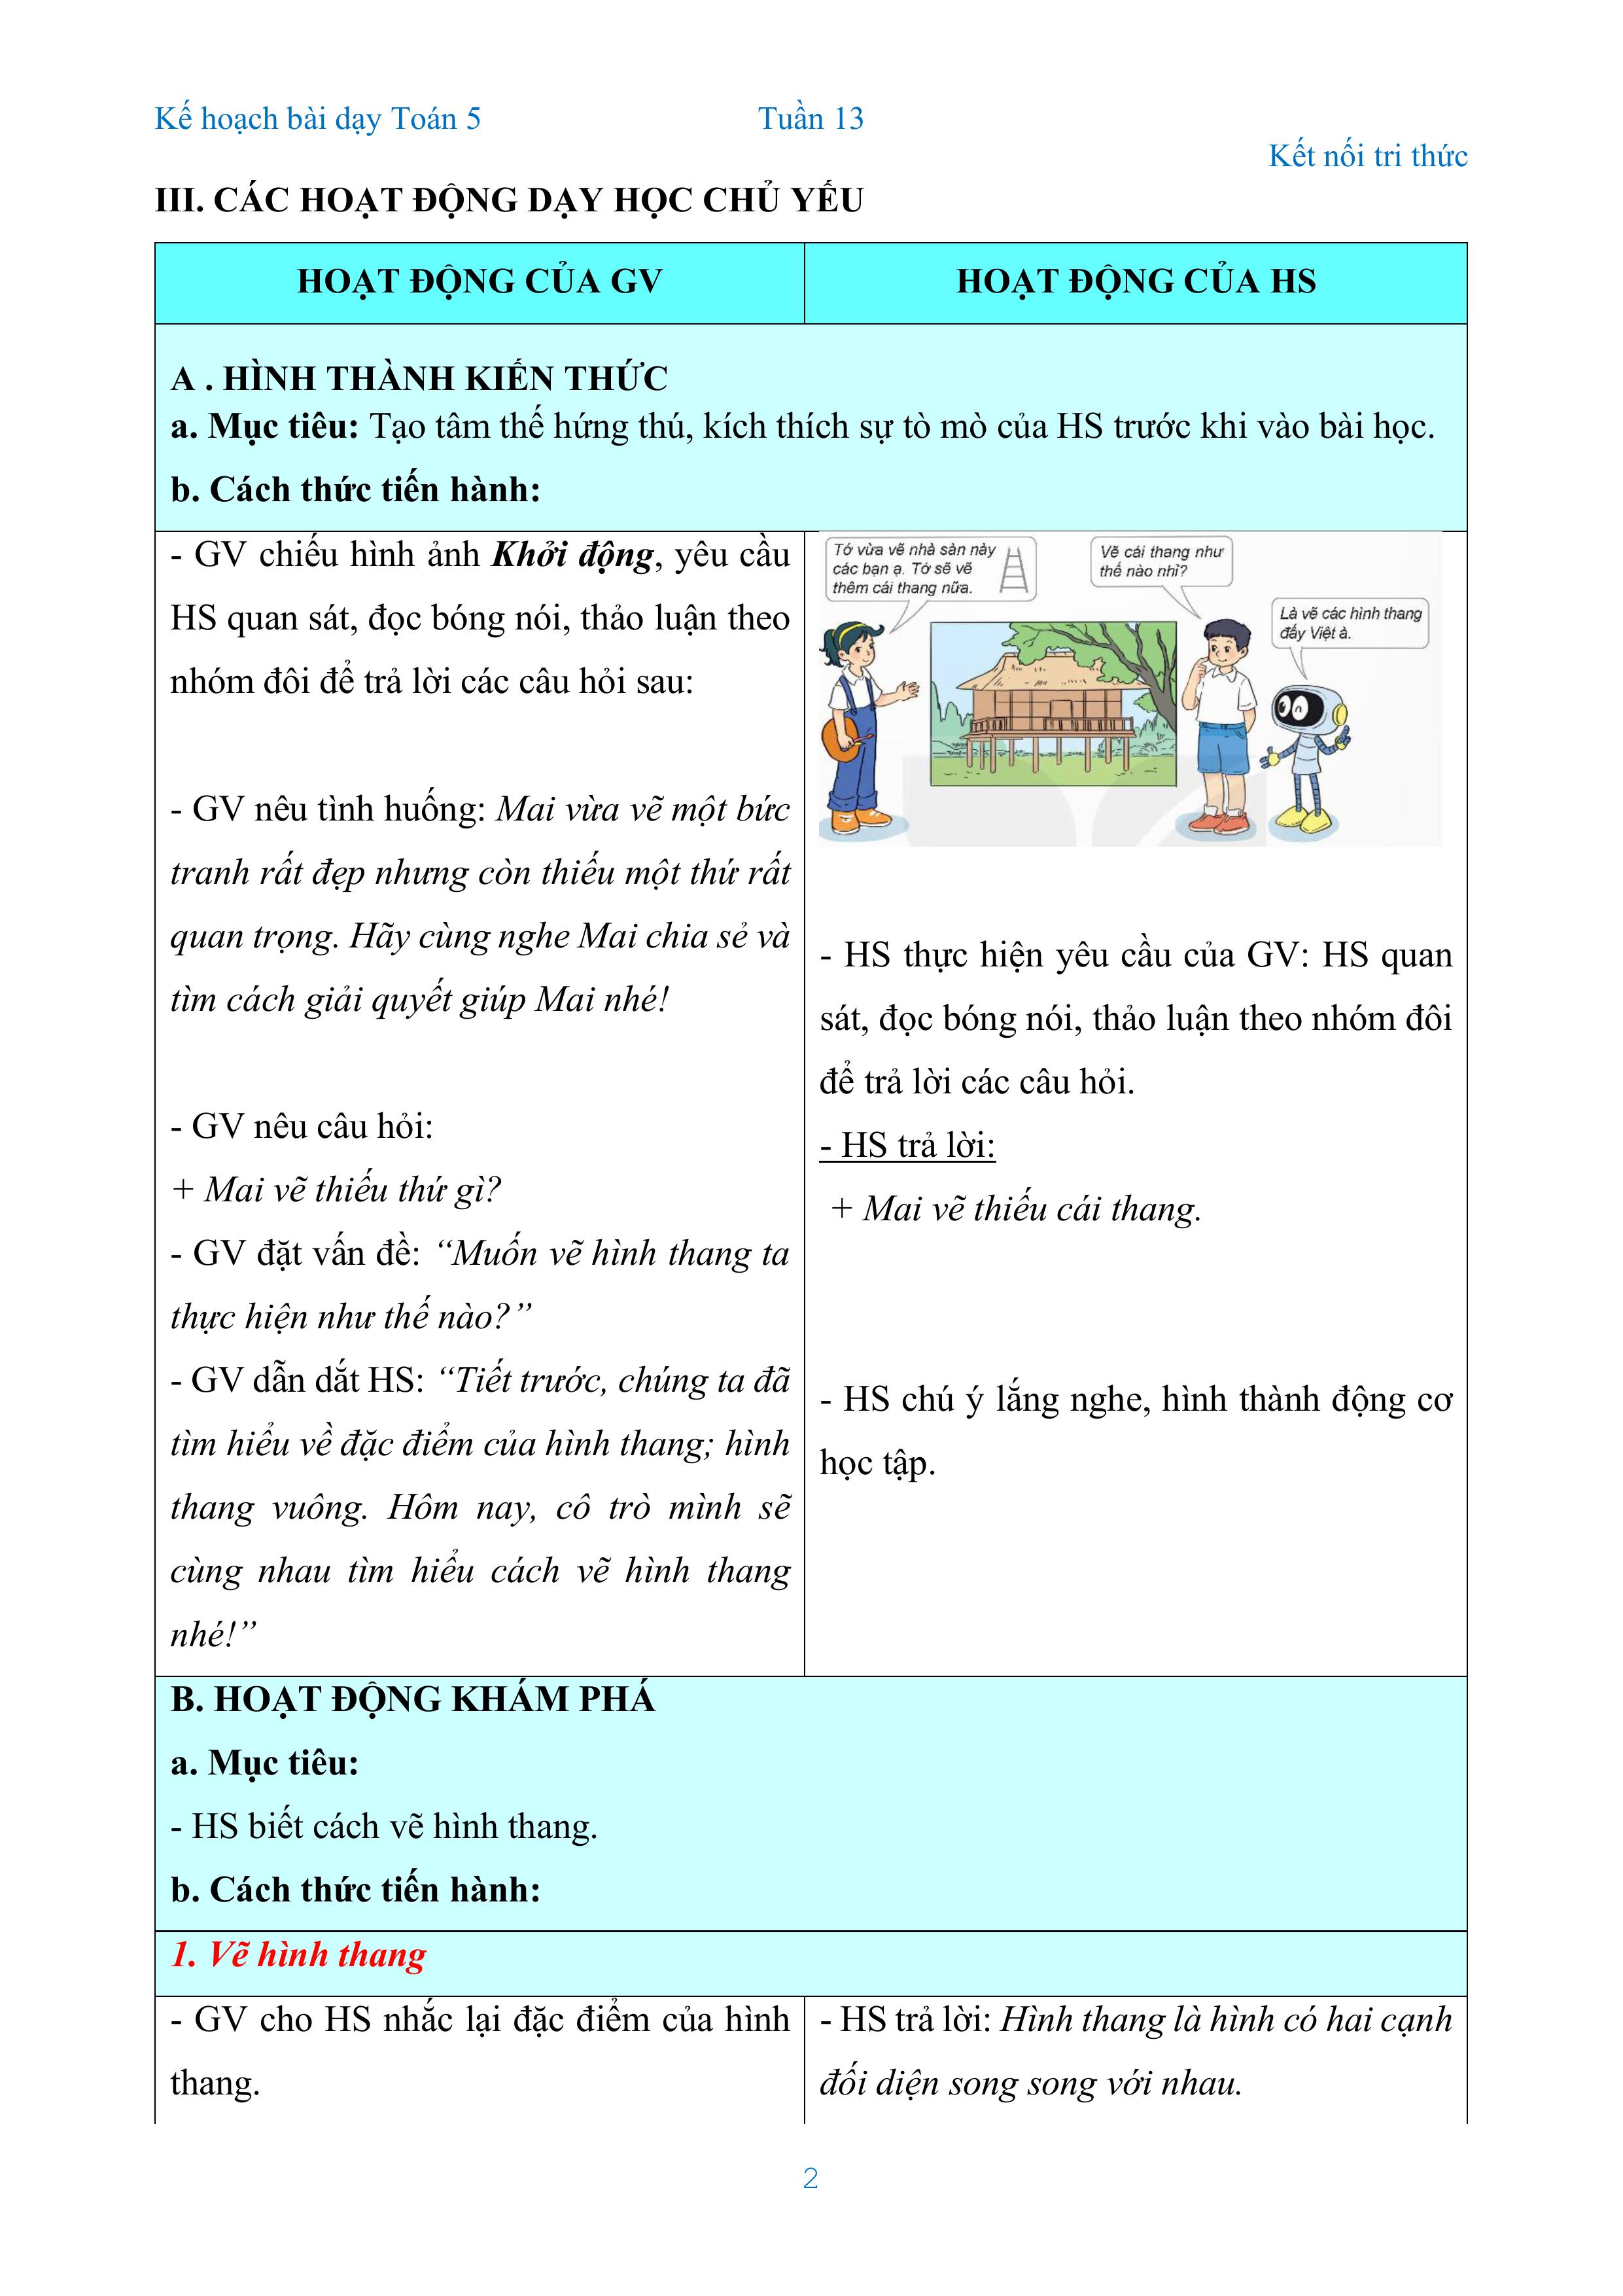 Kế hoạch bài dạy Toán 5 Tuần 13
Kết nối tri thức
III. CÁC HOẠT ĐỘNG DẠY HỌC CHỦ YẾU
HOẠT ĐỘNG CỦA GV
HOẠT ĐỘNG CỦA HS
A . HÌNH THÀNH KIẾN THỨC
a. Mục tiêu: Tạo tâm thế hứng thú, kích thích sự tò mò của HS trước khi vào bài học.
b. Cách thức tiến hành:
- GV chiếu hình ảnh Khởi động, yêu cầu
HS quan sát, đọc bóng nói, thảo luận theo
nhóm đôi để trả lời các câu hỏi sau:
- GV nêu tình huống: Mai vừa vẽ một bức
tranh rất đẹp nhưng còn thiếu một thứ rất
quan trọng. Hãy cùng nghe Mai chia sẻ và
tìm cách giải quyết giúp Mai nhé!
- GV nêu câu hỏi:
+ Mai vẽ thiếu thứ gì?
- GV đặt vấn đề: “Muốn vẽ hình thang ta
thực hiện như thế nào?”
- GV dẫn dắt HS: “Tiết trước, chúng ta đã
tìm hiểu về đặc điểm của hình thang; hình
thang vuông. Hôm nay, cô trò mình sẽ
cùng nhau tìm hiểu cách vẽ hình thang
nhé!”
Tớ vừa vẽ nhà sàn này
các bạn ạ. Tớ sẽ vẽ
thêm cái thang nữa.
Vẽ cái thang như
thế nào nhỉ?
Là vẽ các hình thang
đấy Việt à.
- HS thực hiện yêu cầu của GV: HS quan
sát, đọc bóng nói, thảo luận theo nhóm đôi
để trả lời các câu hỏi.
- HS trả lời:
+ Mai vẽ thiếu cái thang.
- HS chú ý lắng nghe, hình thành động cơ
học tập.
B. HOẠT ĐỘNG KHÁM PHÁ
a. Mục tiêu:
- HS biết cách vẽ hình thang.
b. Cách thức tiến hành:
1. Vẽ hình thang
- GV cho HS nhắc lại đặc điểm của hình
thang.
- HS trả lời: Hình thang là hình có hai cạnh
đối diện song song với nhau.
2